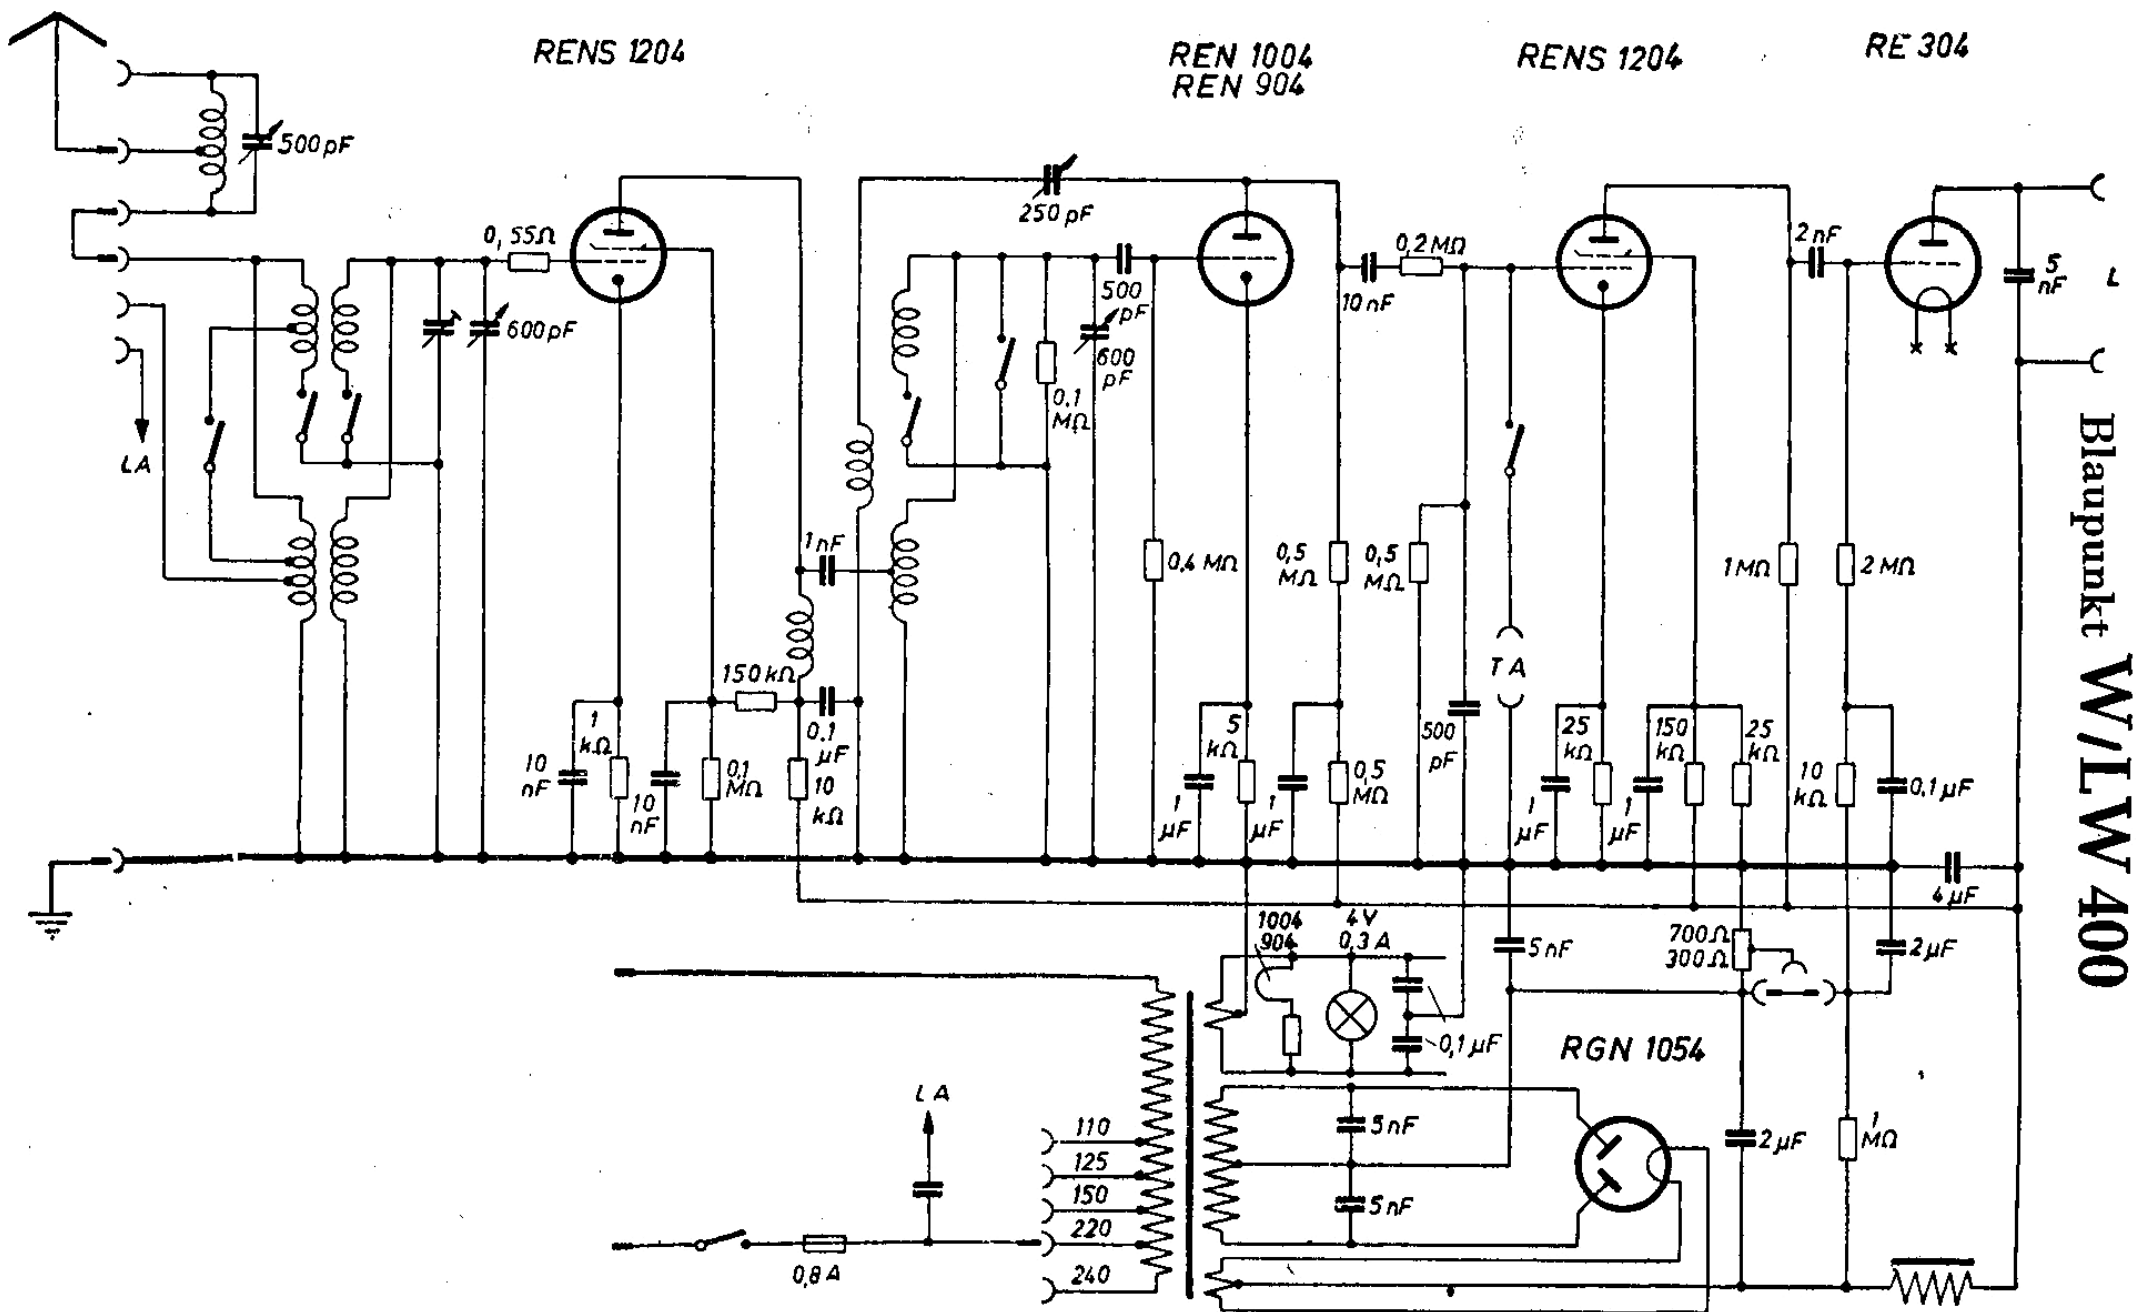 RENS 1204
REN 1004
REN 904
RENS 1204
RE 304
500 pF
0,55Ω
600 pF
LA
250 pF
500
pF
600
pF
0,1
MΩ
10 nF
0,2 MΩ
2 nF
5
nF
L
1 nF
150 kΩ
0,1
µF
10
kΩ
10
nF
1
kΩ
10
nF
0,1
MΩ
0,4 MΩ
0,5
MΩ
0,5
MΩ
1
µF
5
kΩ
1
µF
0,5
MΩ
500
pF
TA
1
µF
25
kΩ
1
µF
150
kΩ
25
kΩ
1 MΩ
2 MΩ
10
kΩ
0,1 µF
4 µF
Blaupunkt W/LW 400
1004
904
4V
0,3 A
0,1 µF
5 nF
700Ω
300Ω
2 µF
RGN 1054
5 nF
5 nF
2 µF
1
MΩ
LA
110
125
150
220
240
0,8 A